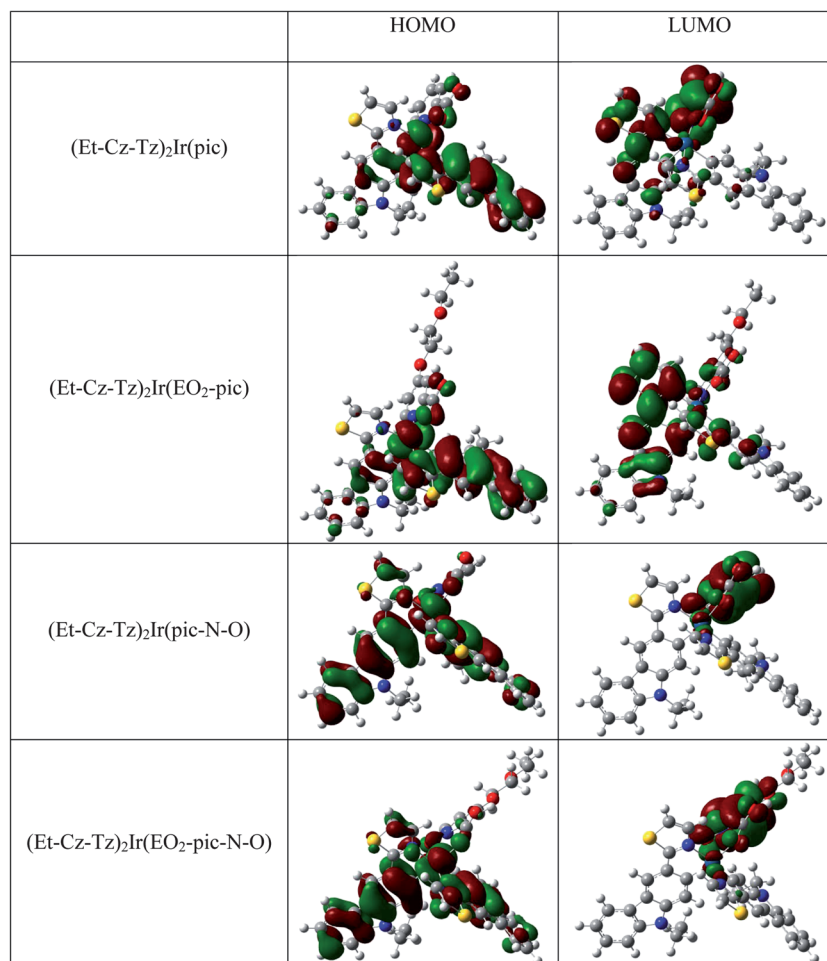 HOMO LUMO
(Et-Cz-Tz)₂Ir(pic)
(Et-Cz-Tz)₂Ir(EO₂-pic)
(Et-Cz-Tz)₂Ir(pic-N-O)
(Et-Cz-Tz)₂Ir(EO₂-pic-N-O)